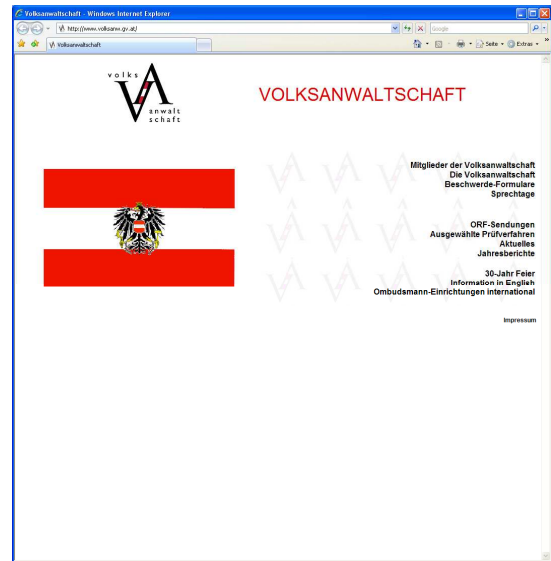 Volksanwaltschaft - Windows Internet Explorer
http://www.volksanw.gv.at/
Google
Volksanwaltschaft
Seite
Extras
»
volks
VA
anwalt
schaft
VOLKSANWALTSCHAFT
Mitglieder der Volksanwaltschaft
Die Volksanwaltschaft
Beschwerde-Formulare
Sprechtage
ORF-Sendungen
Ausgewählte Prüfverfahren
Aktuelles
Jahresberichte
30-Jahr Feier
Information in English
Ombudsmann-Einrichtungen international
Impressum